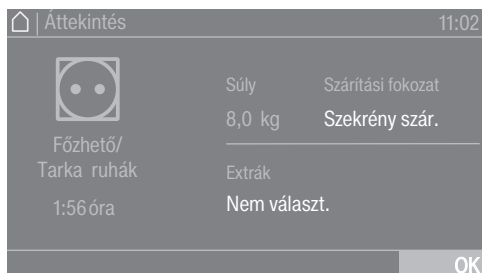 Áttekintés 11:02
Súly Szárítási fokozat
8,0 kg Szekrény szár.
Főzhető/
Tarka ruhák
Extrák
1:56 óra
Nem választ.
OK